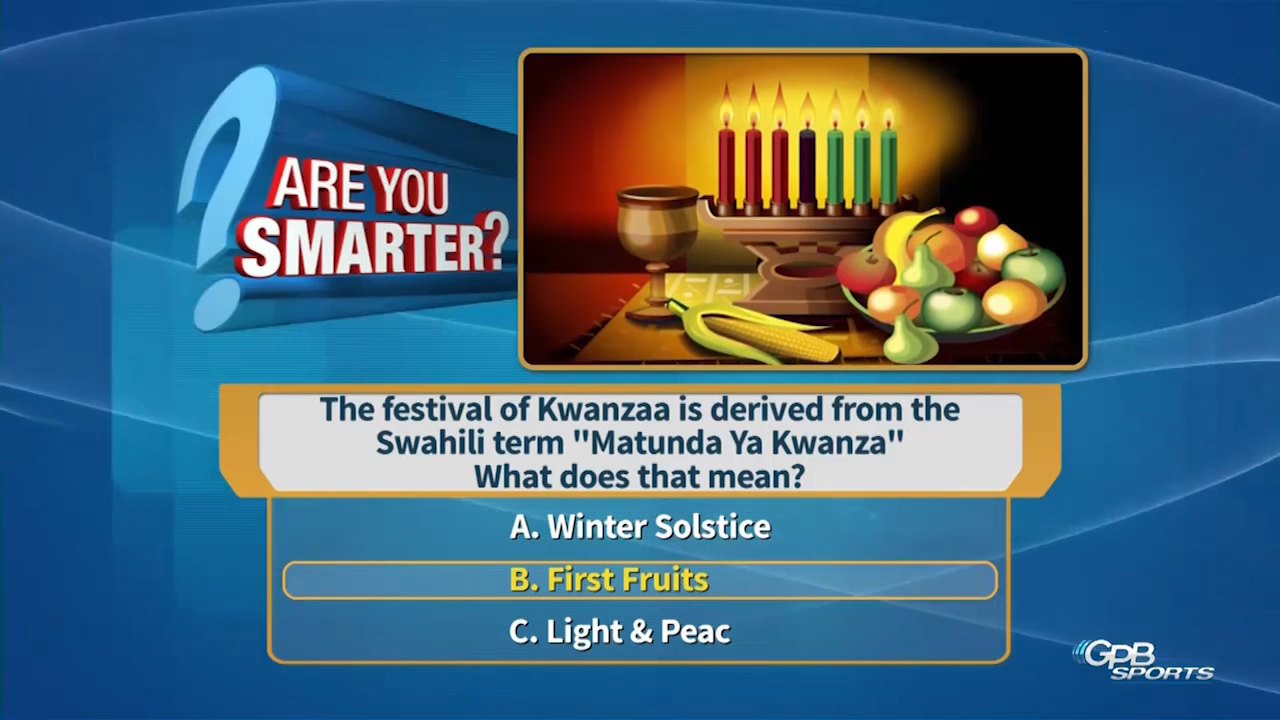 ARE YOU
SMARTER?
The festival of Kwanzaa is derived from the
Swahili term "Matunda Ya Kwanza"
What does that mean?
A. Winter Solstice
B. First Fruits
C. Light & Peac
GPB
SPORTS